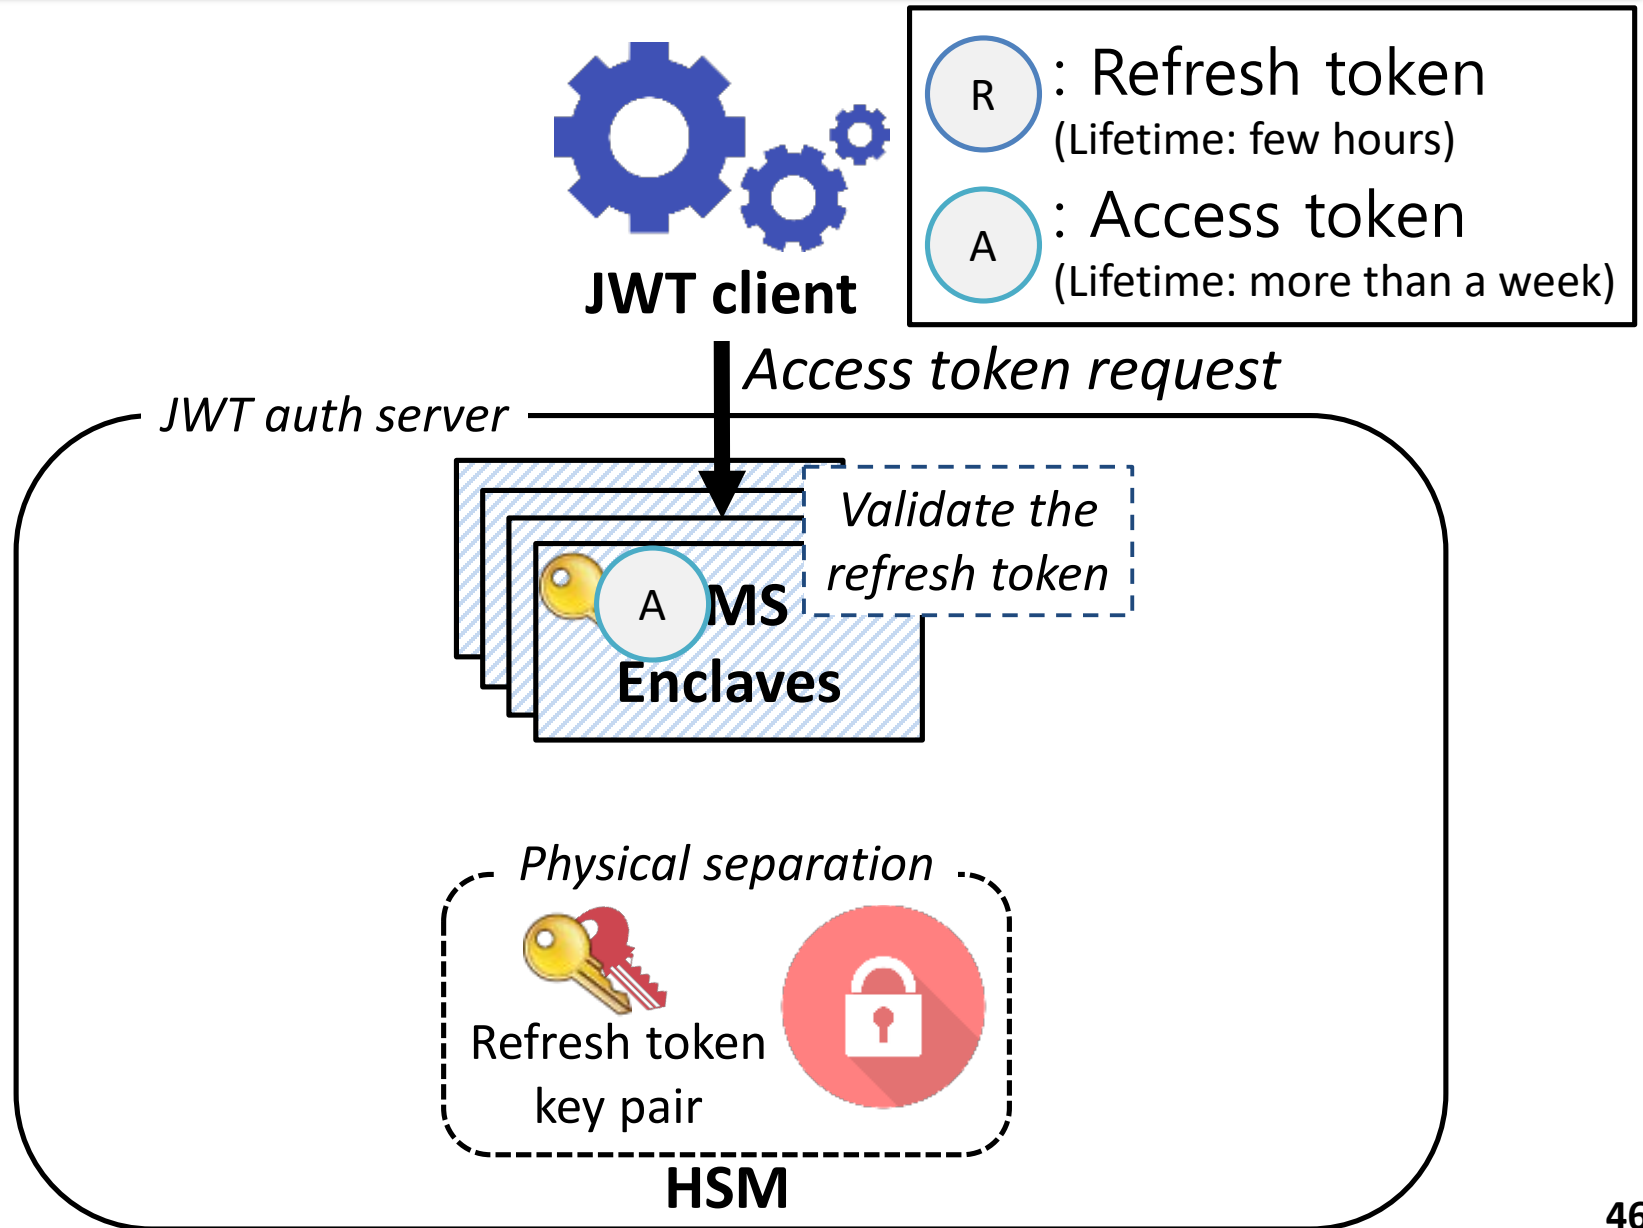 R : Refresh token
(Lifetime: few hours)
A : Access token
(Lifetime: more than a week)
JWT client
Access token request
JWT auth server
Validate the
refresh token
A MS
Enclaves
Physical separation
Refresh token
key pair
HSM
46